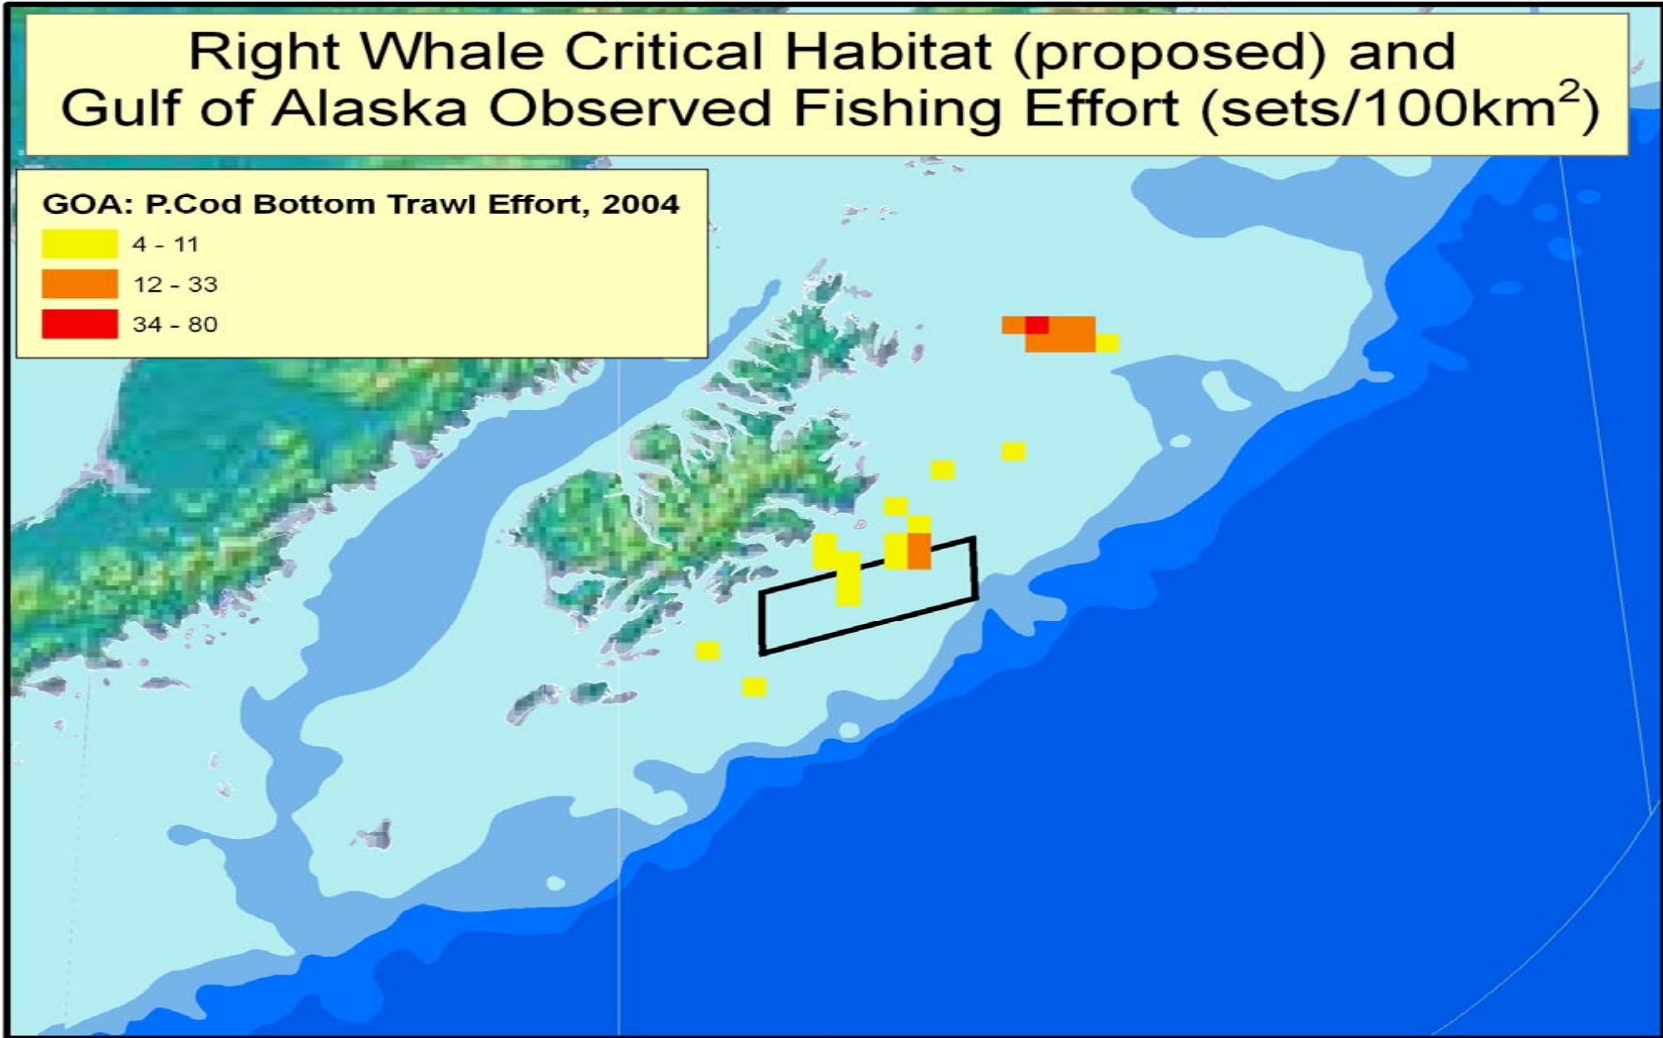 Right Whale Critical Habitat (proposed) and
Gulf of Alaska Observed Fishing Effort (sets/100km²)
GOA: P.Cod Bottom Trawl Effort, 2004
4 - 11
12 - 33
34 - 80